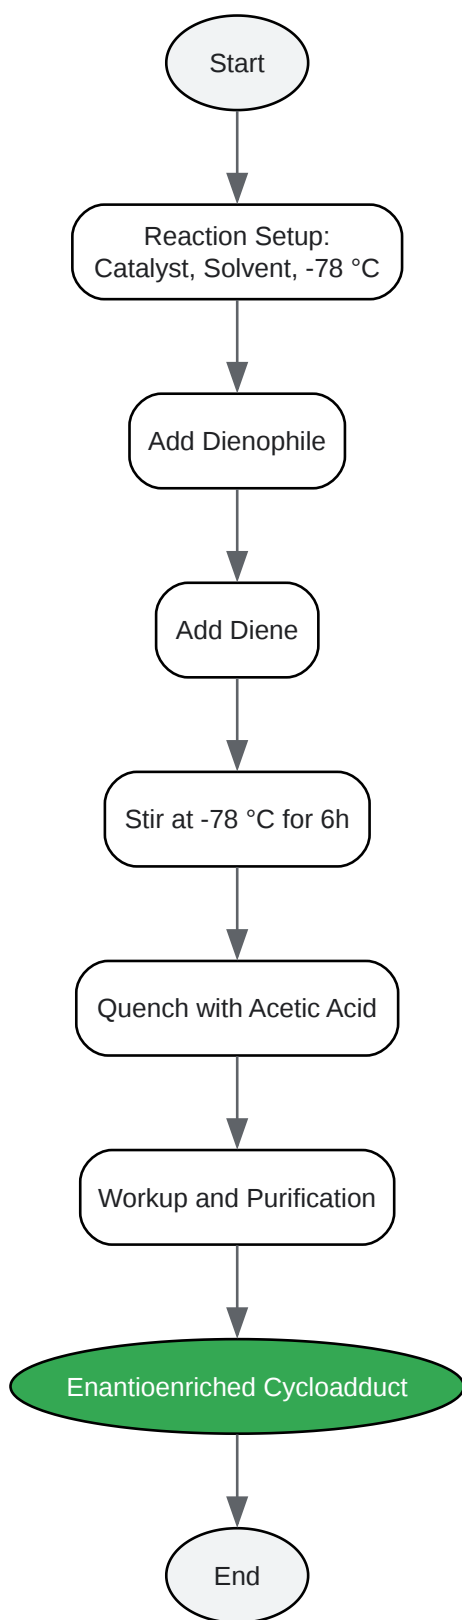 Start
Reaction Setup:
Catalyst, Solvent, -78 °C
Add Dienophile
Add Diene
Stir at -78 °C for 6h
Quench with Acetic Acid
Workup and Purification
Enantioenriched Cycloadduct
End